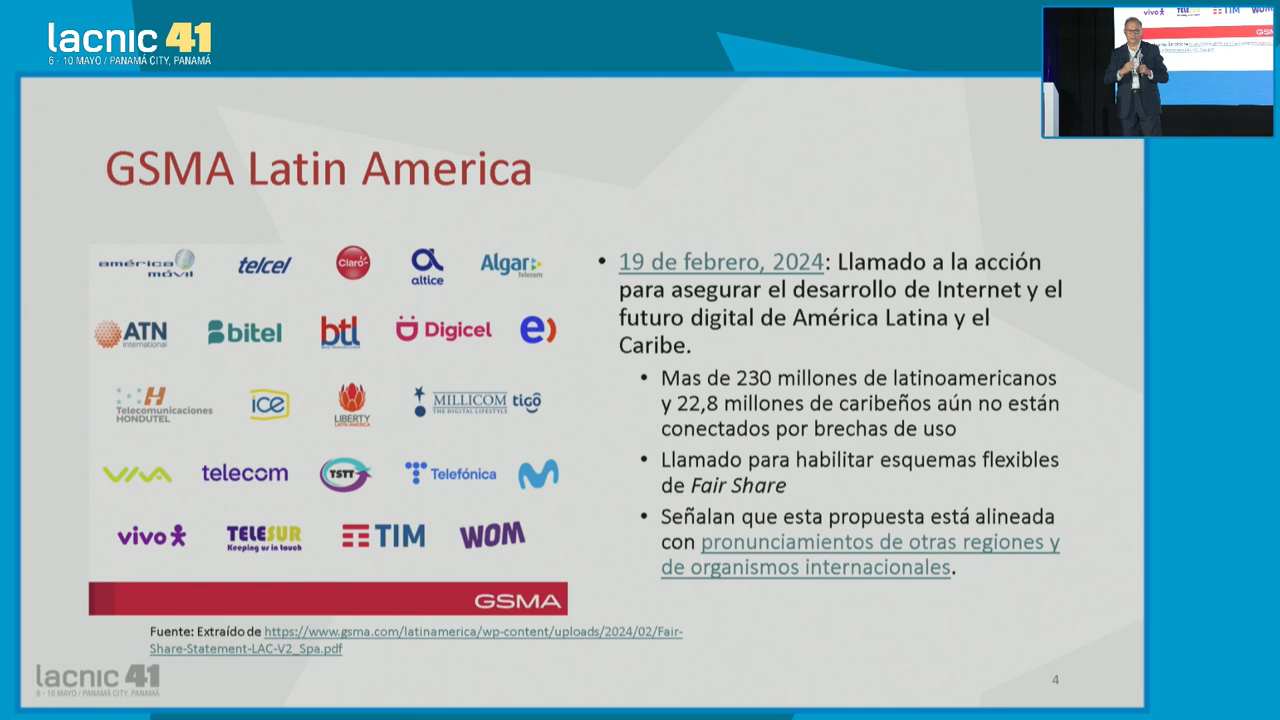 lacnic 41
6 - 10 MAYO / PANAMÁ CITY, PANAMÁ
GSMA Latin America
américa móvil
telcel
Claro
altice
Algar Telecom
ATN International
bitel
btl
Digicel
e)
Telecomunicaciones HONDUTEL
ice
LIBERTY LATIN AMERICA
MILLICOM THE DIGITAL LIFESTYLE tigo
VIVA
telecom
TSTT
Telefónica
vivo
TELESUR
Keeping us in touch
TIM
WOM
GSMA
• 19 de febrero, 2024: Llamado a la acción
para asegurar el desarrollo de Internet y el
futuro digital de América Latina y el
Caribe.
• Mas de 230 millones de latinoamericanos
y 22,8 millones de caribeños aún no están
conectados por brechas de uso
• Llamado para habilitar esquemas flexibles
de Fair Share
• Señalan que esta propuesta está alineada
con pronunciamientos de otras regiones y
de organismos internacionales.
Fuente: Extraído de https://www.gsma.com/latinamerica/wp-content/uploads/2024/02/Fair-
Share-Statement-LAC-V2_Spa.pdf
lacnic 41
6 - 10 MAYO / PANAMÁ CITY, PANAMÁ
4
vivo
TELESUR
TIM